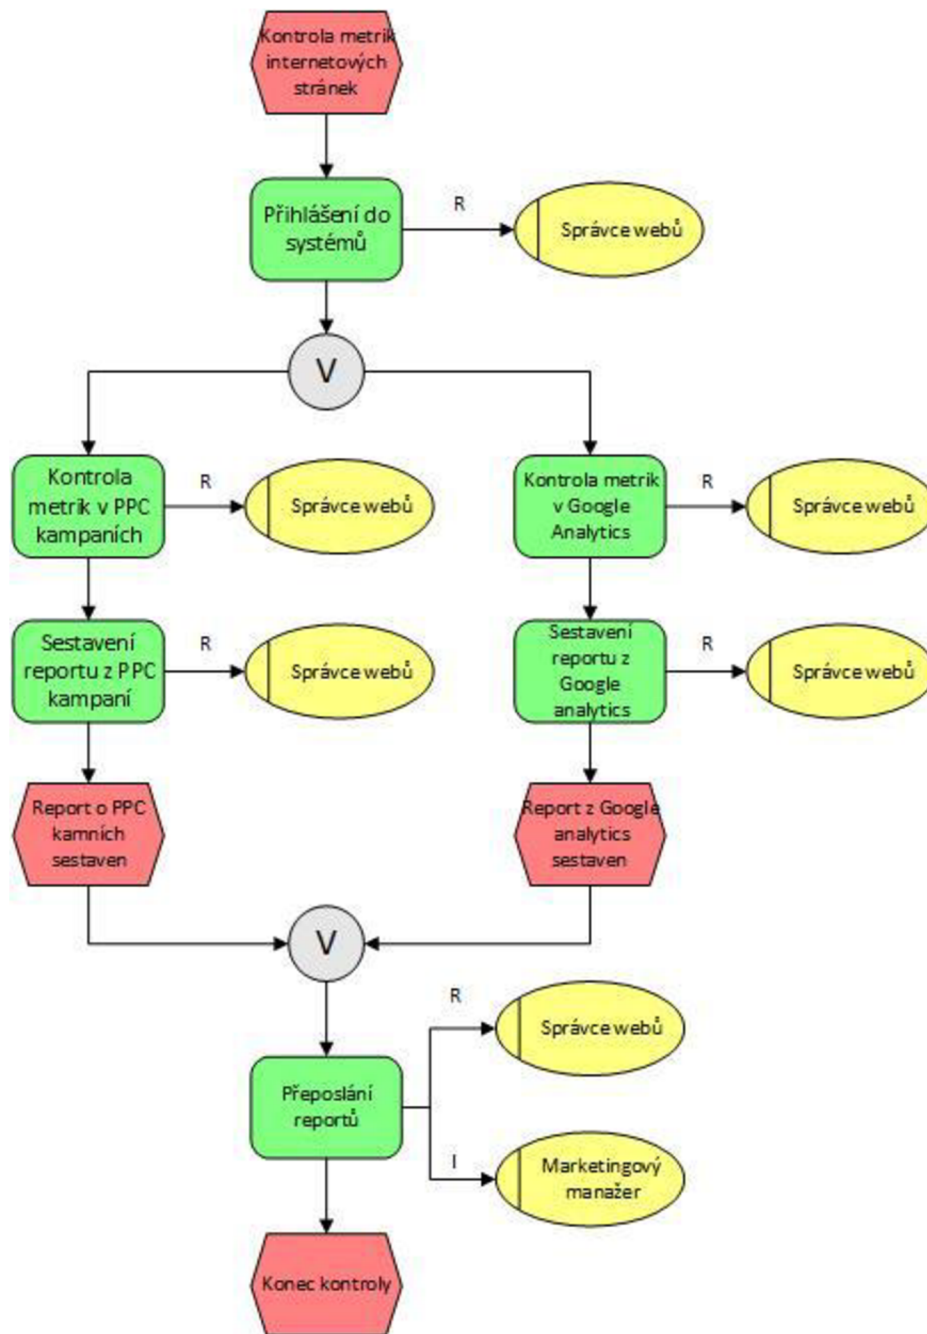 Kontrola metrik
internetových
stránek
Přihlášení do
systémů
R
Správce webů
V
Kontrola
metrik v PPC
kampaních
R
Správce webů
Kontrola metrik
v Google
Analytics
R
Správce webů
Sestavení
reportu z PPC
kampaní
R
Správce webů
Sestavení
reportu z
Google
analytics
R
Správce webů
Report o PPC
kamních
sestaven
Report z Google
analytics
sestaven
V
R
Správce webů
Přeposlání
reportů
I
Marketingový
manažer
Konec kontroly